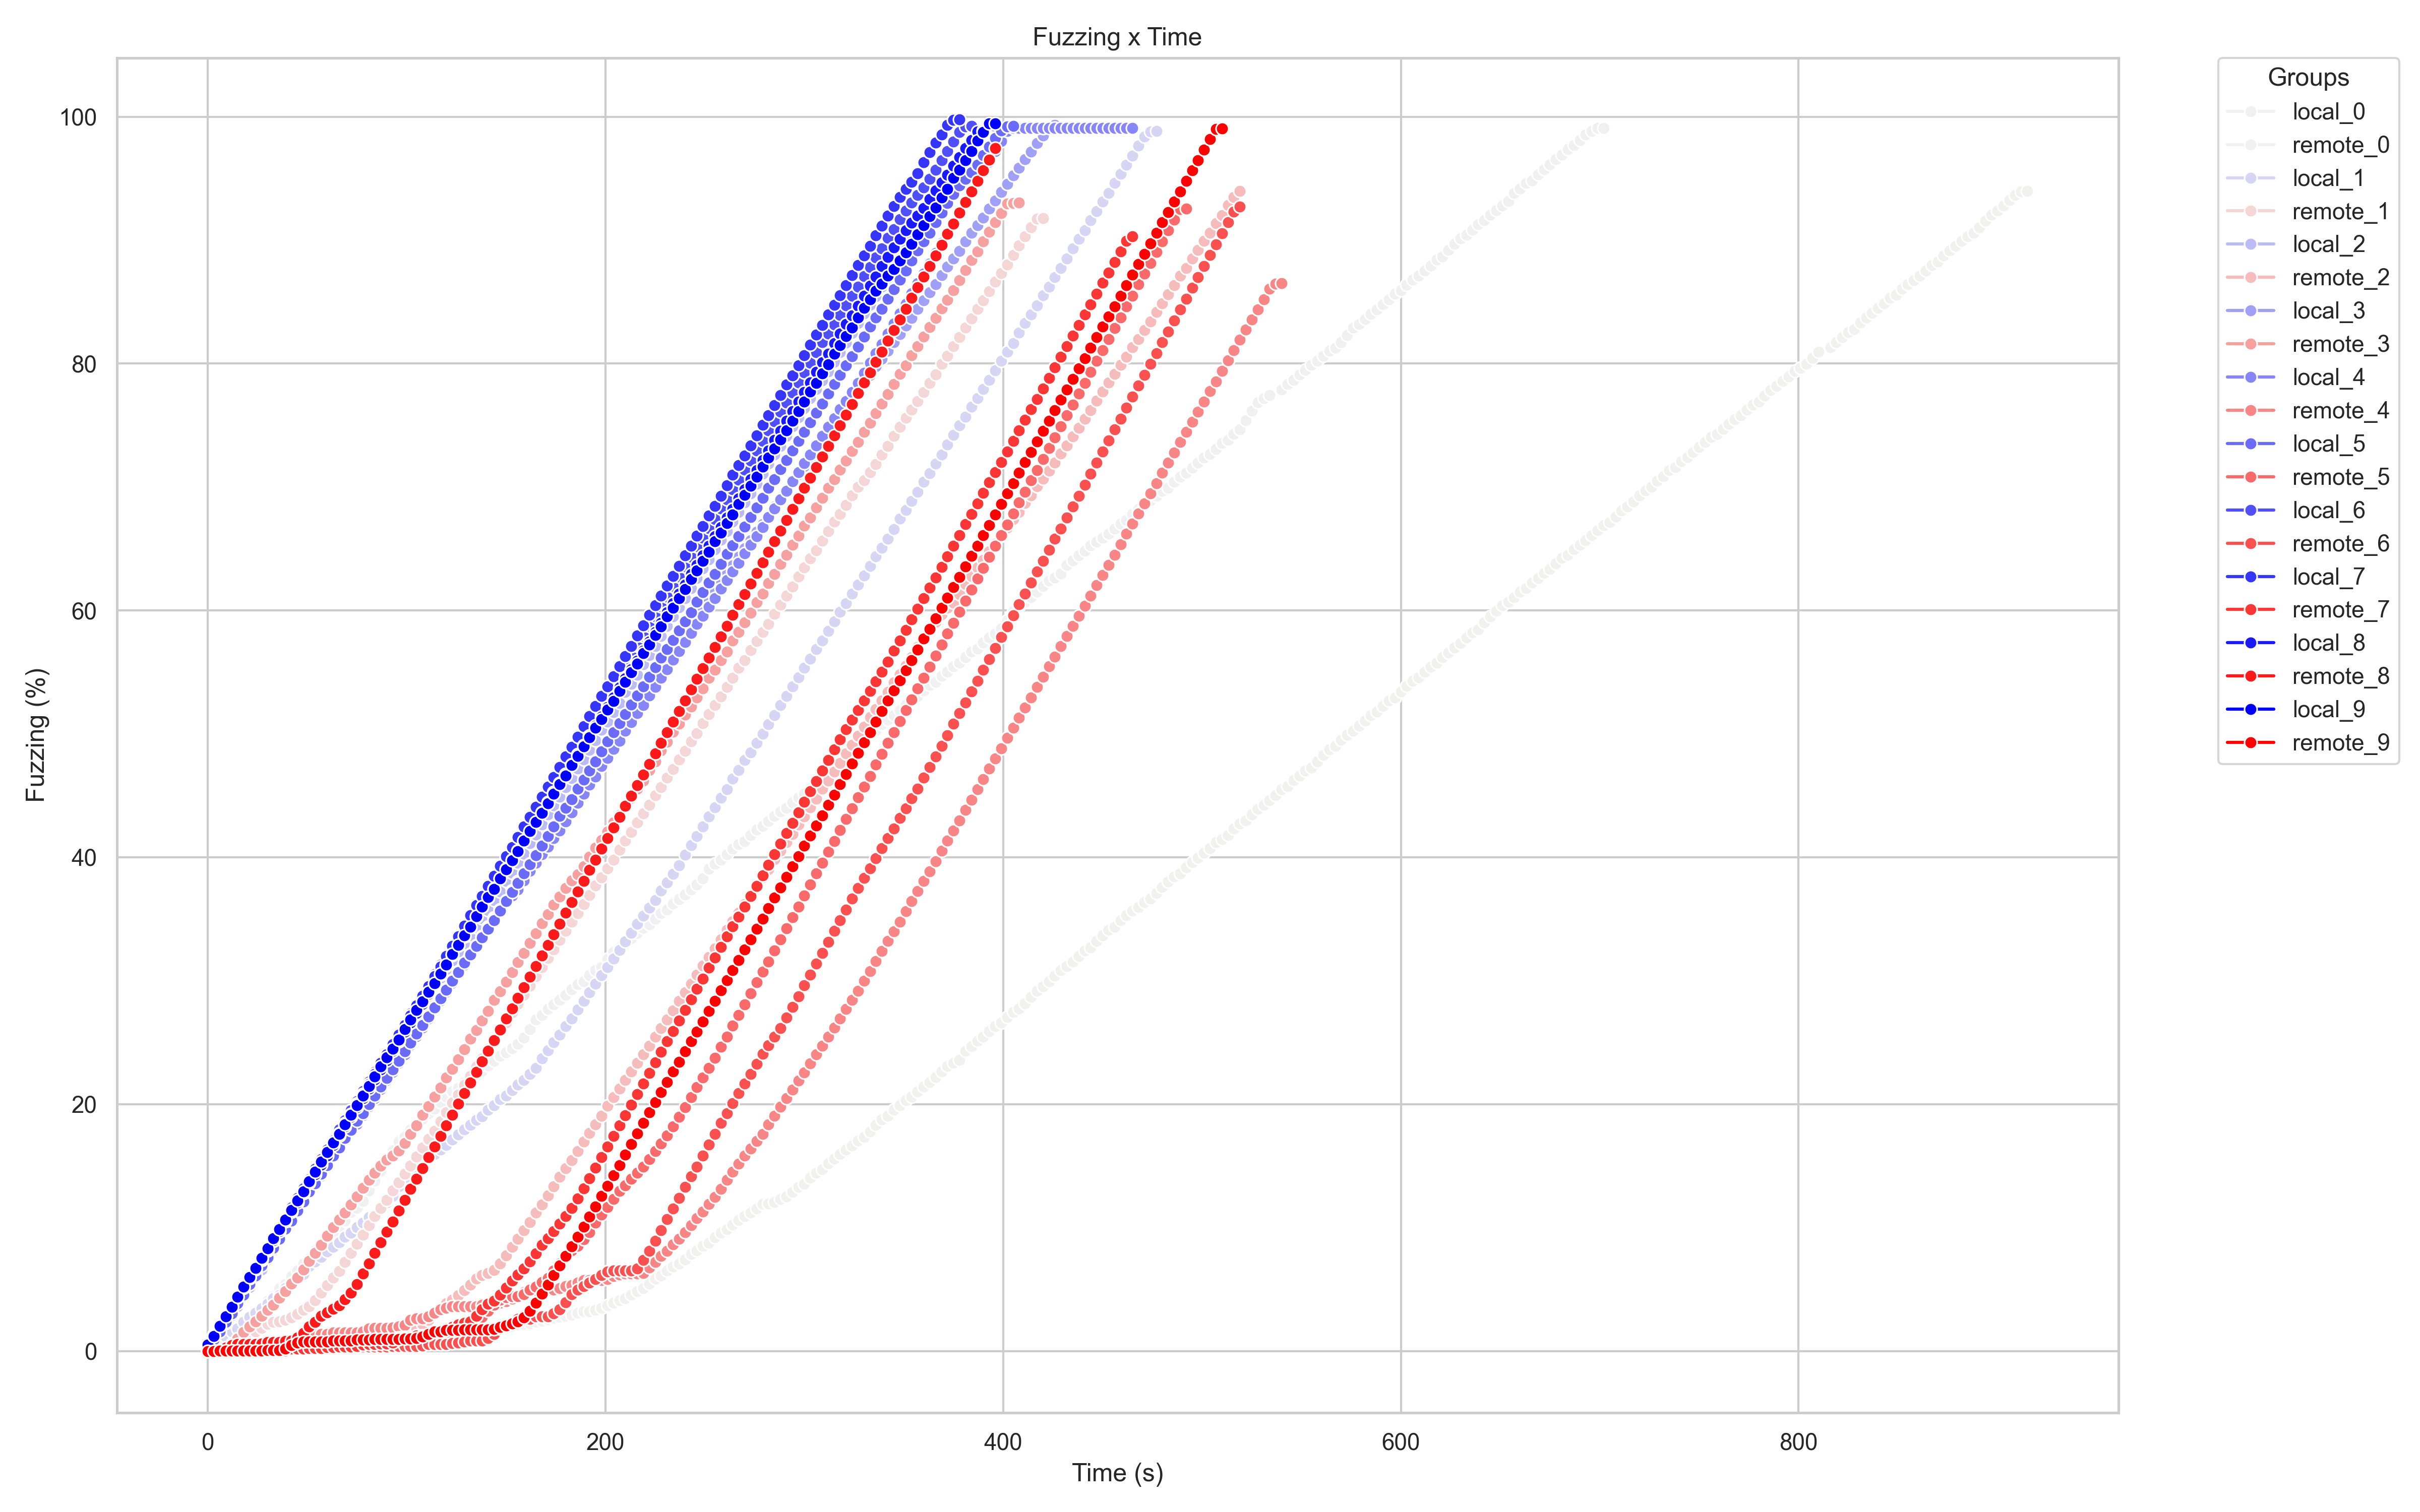 Fuzzing x Time
Groups
local_0
remote_0
local_1
remote_1
local_2
remote_2
local_3
remote_3
local_4
remote_4
local_5
remote_5
local_6
remote_6
local_7
remote_7
local_8
remote_8
local_9
remote_9
Fuzzing (%)
100
80
60
40
20
0
0 200 400 600 800
Time (s)